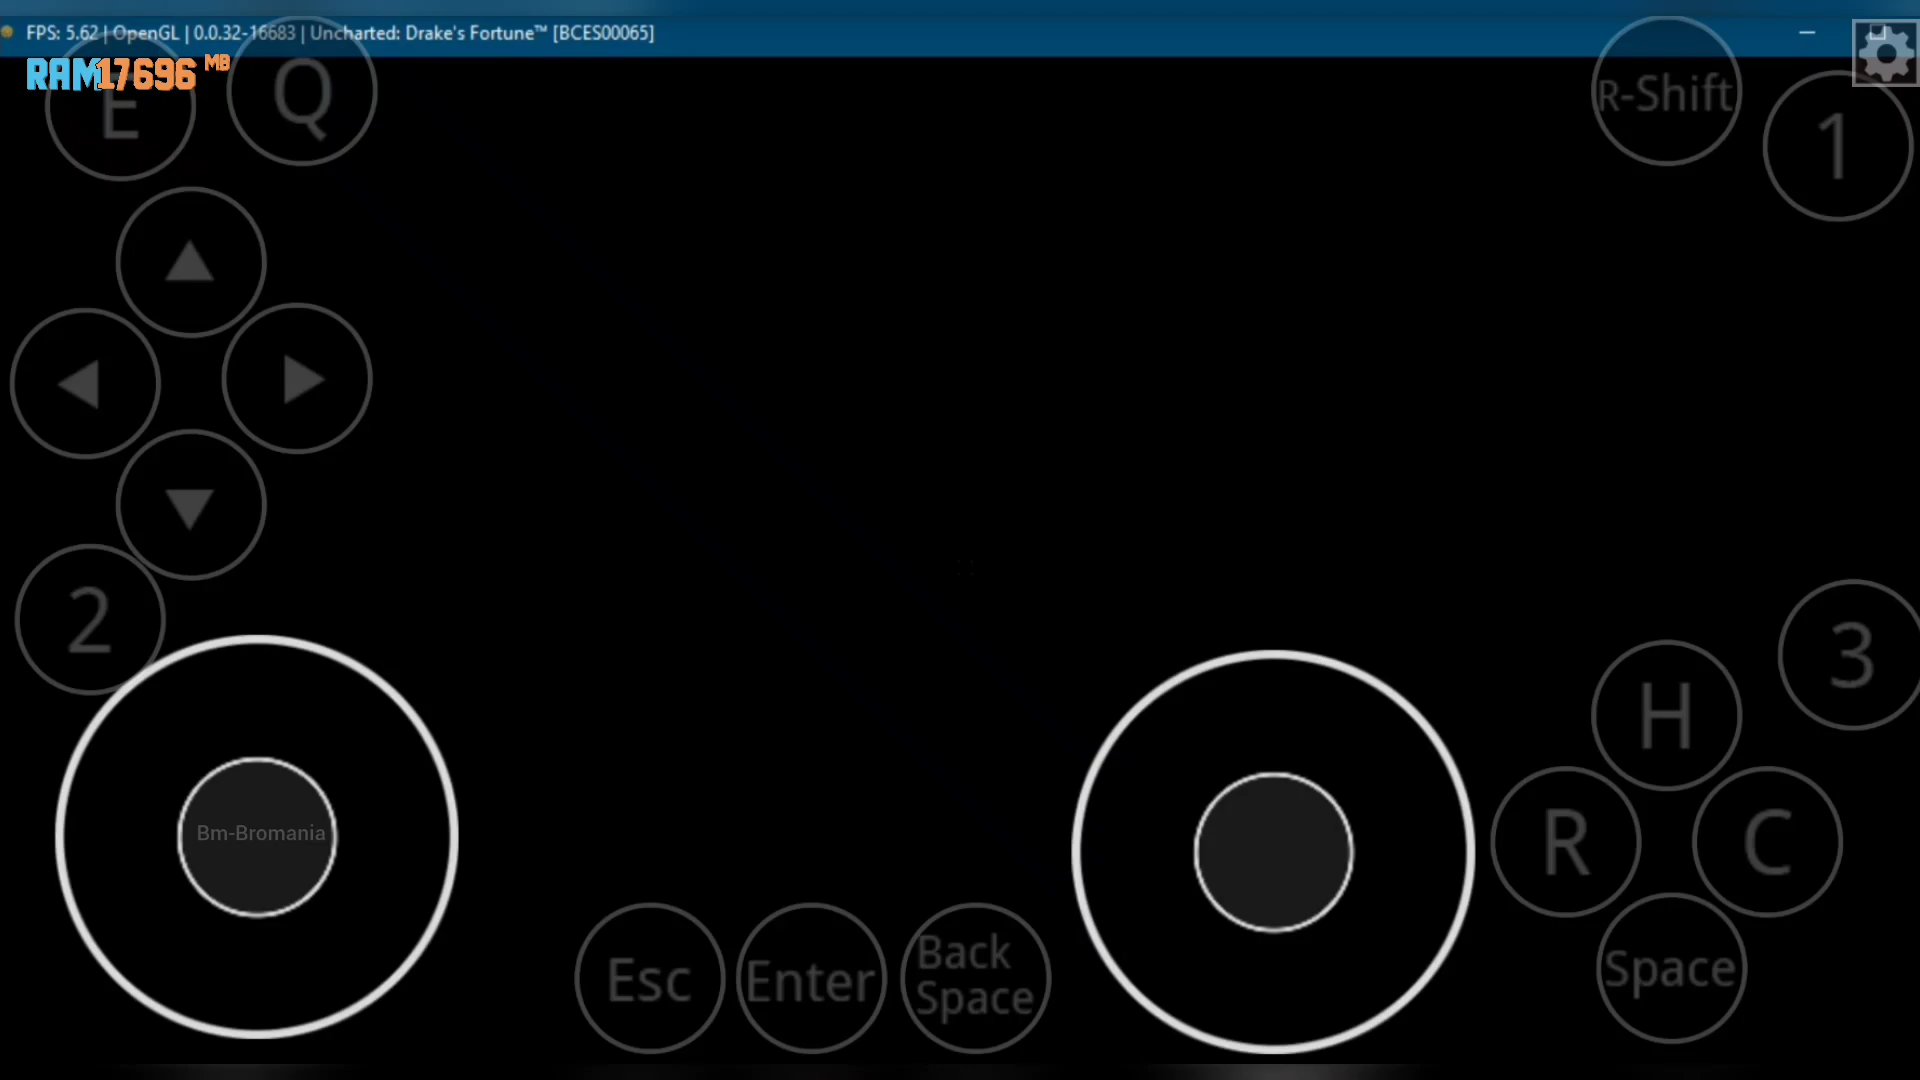 FPS: 5.62 | OpenGL | 0.0.32-16683 | Uncharted: Drake's Fortune™ [BCES00065]
RAM17696 MB
E
Q
R-Shift
1
2
3
H
Bm-Bromania
R
C
Esc
Enter
Back
Space
Space